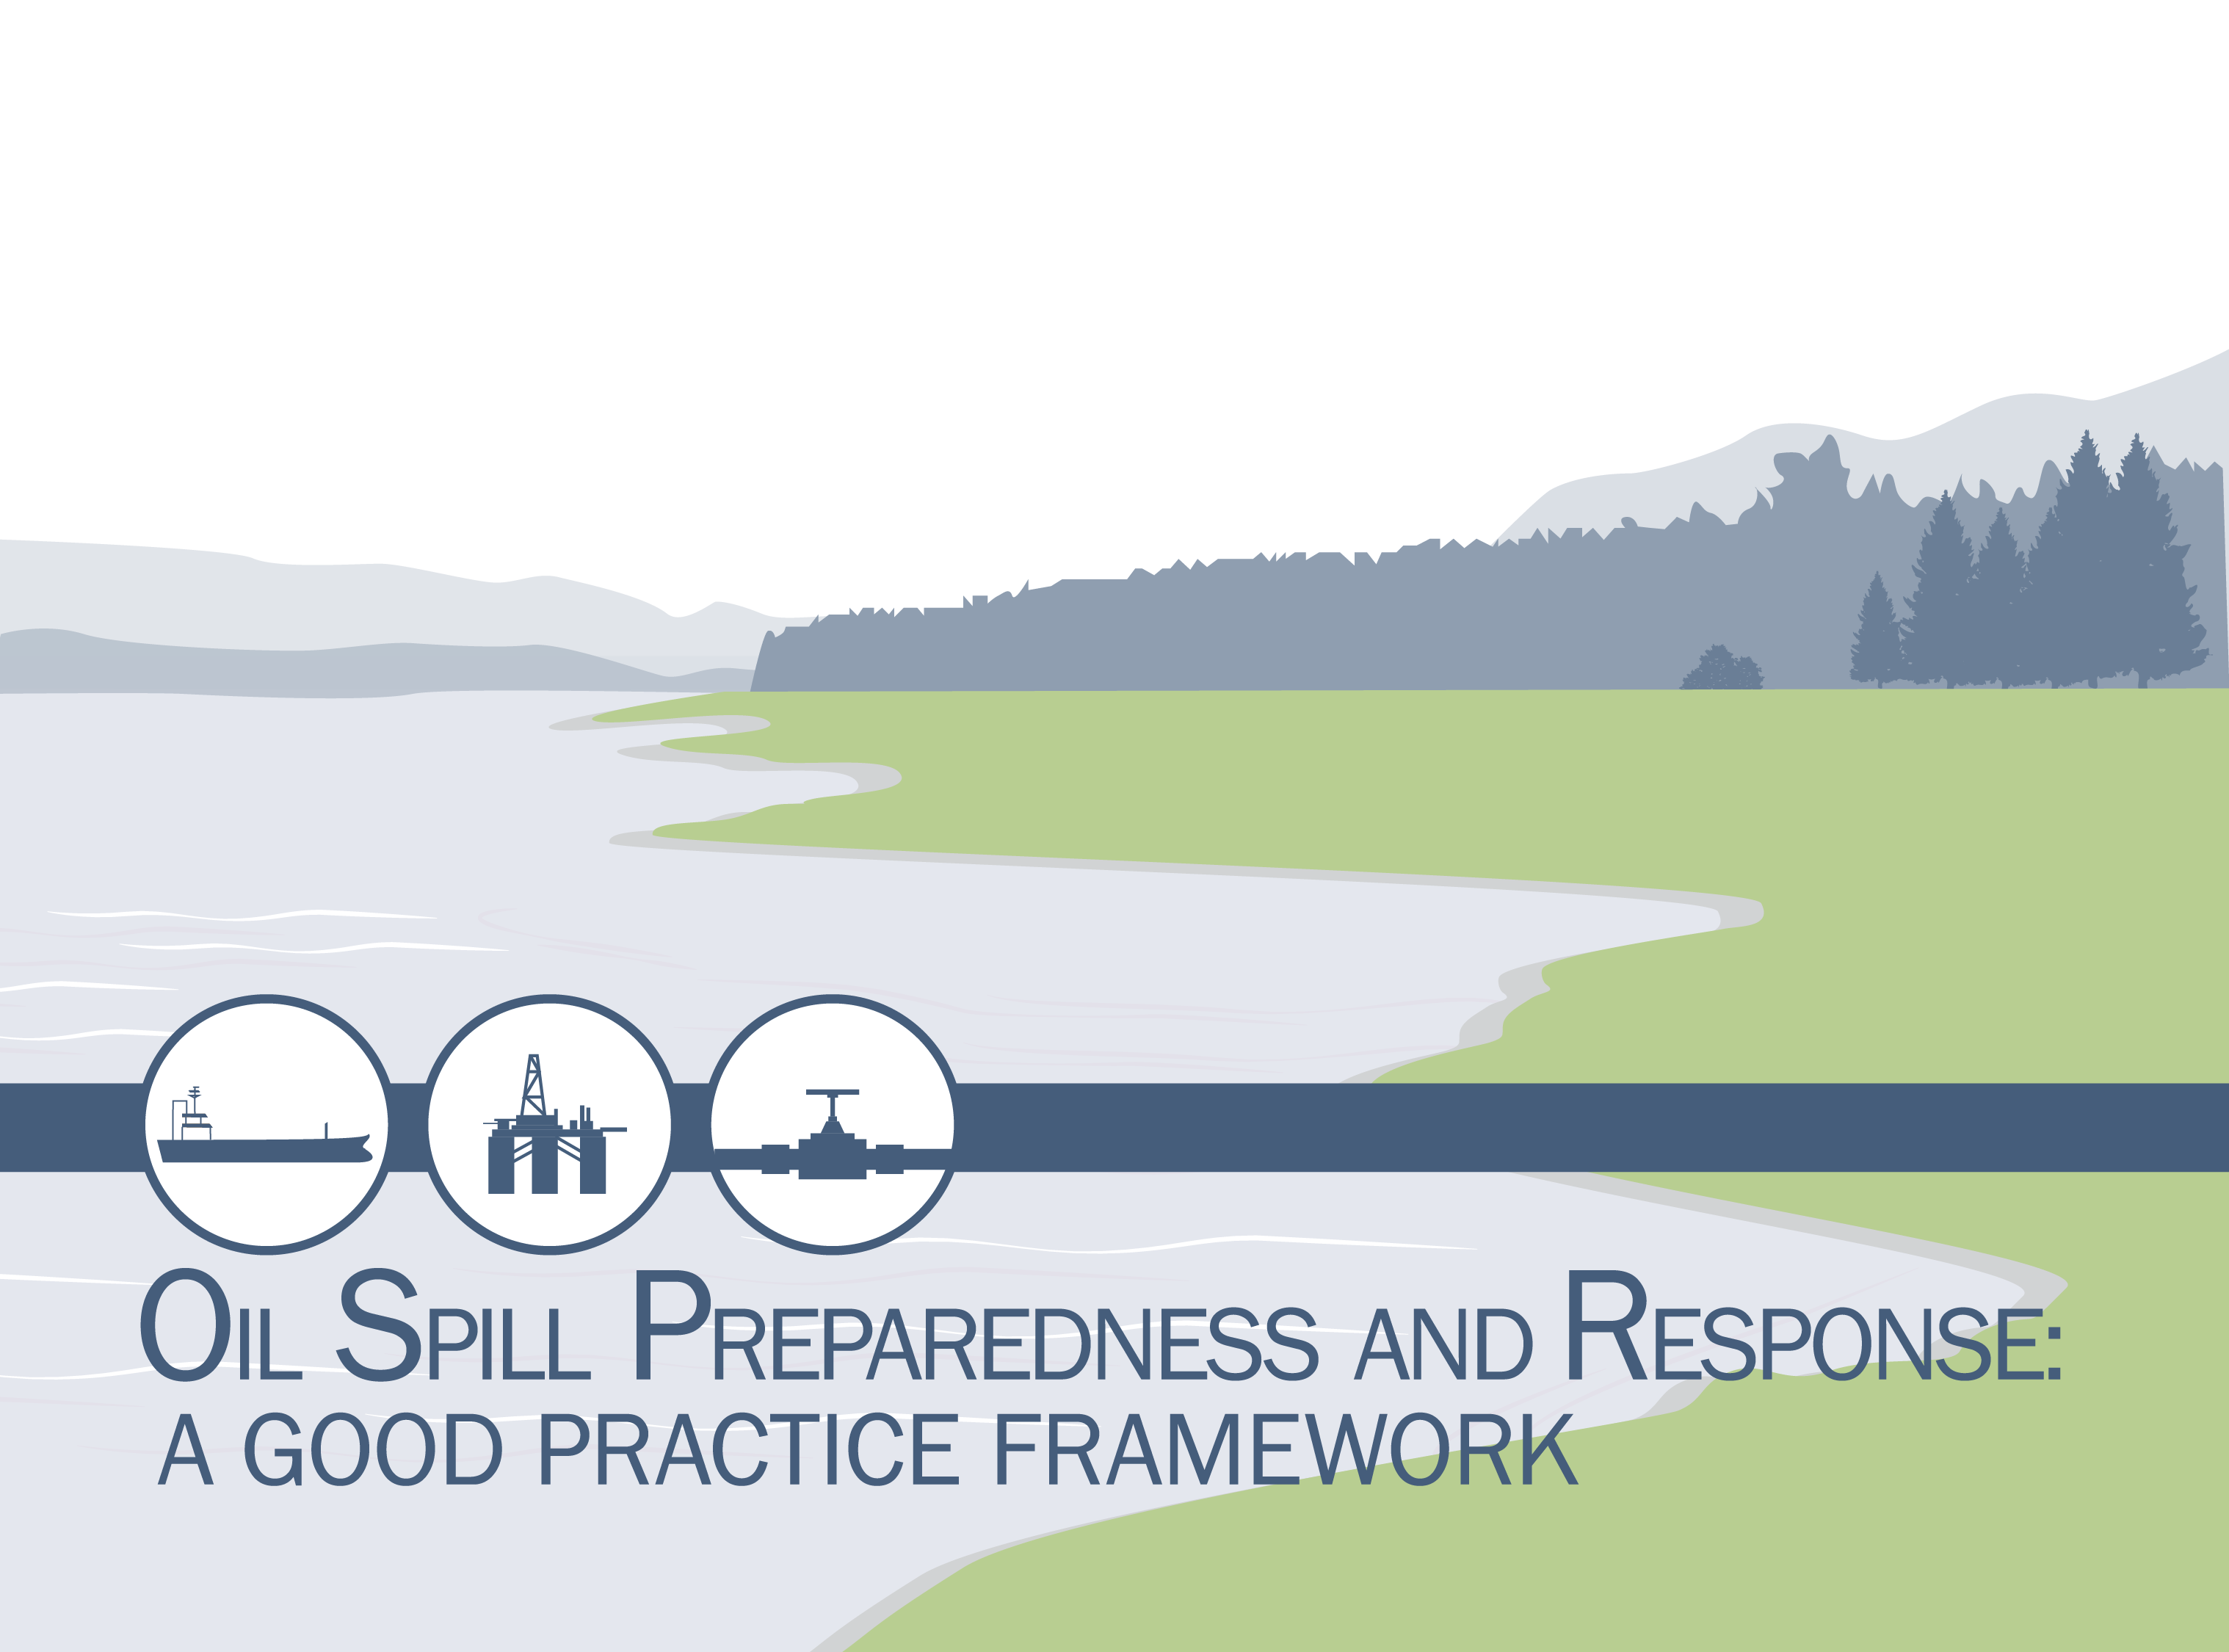 Oil Spill Preparedness and Response:
a good practice framework